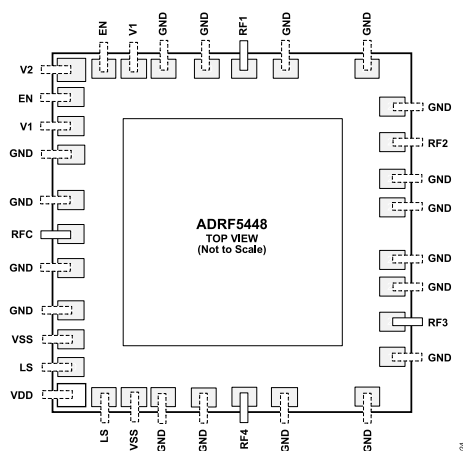 EN
V1
GND
GND
RF1
GND
GND
V2
EN
V1
GND
GND
RFC
GND
GND
VSS
LS
VDD
ADRF5448
TOP VIEW
(Not to Scale)
GND
RF2
GND
GND
GND
GND
RF3
GND
LS
VSS
GND
GND
RF4
GND
GND